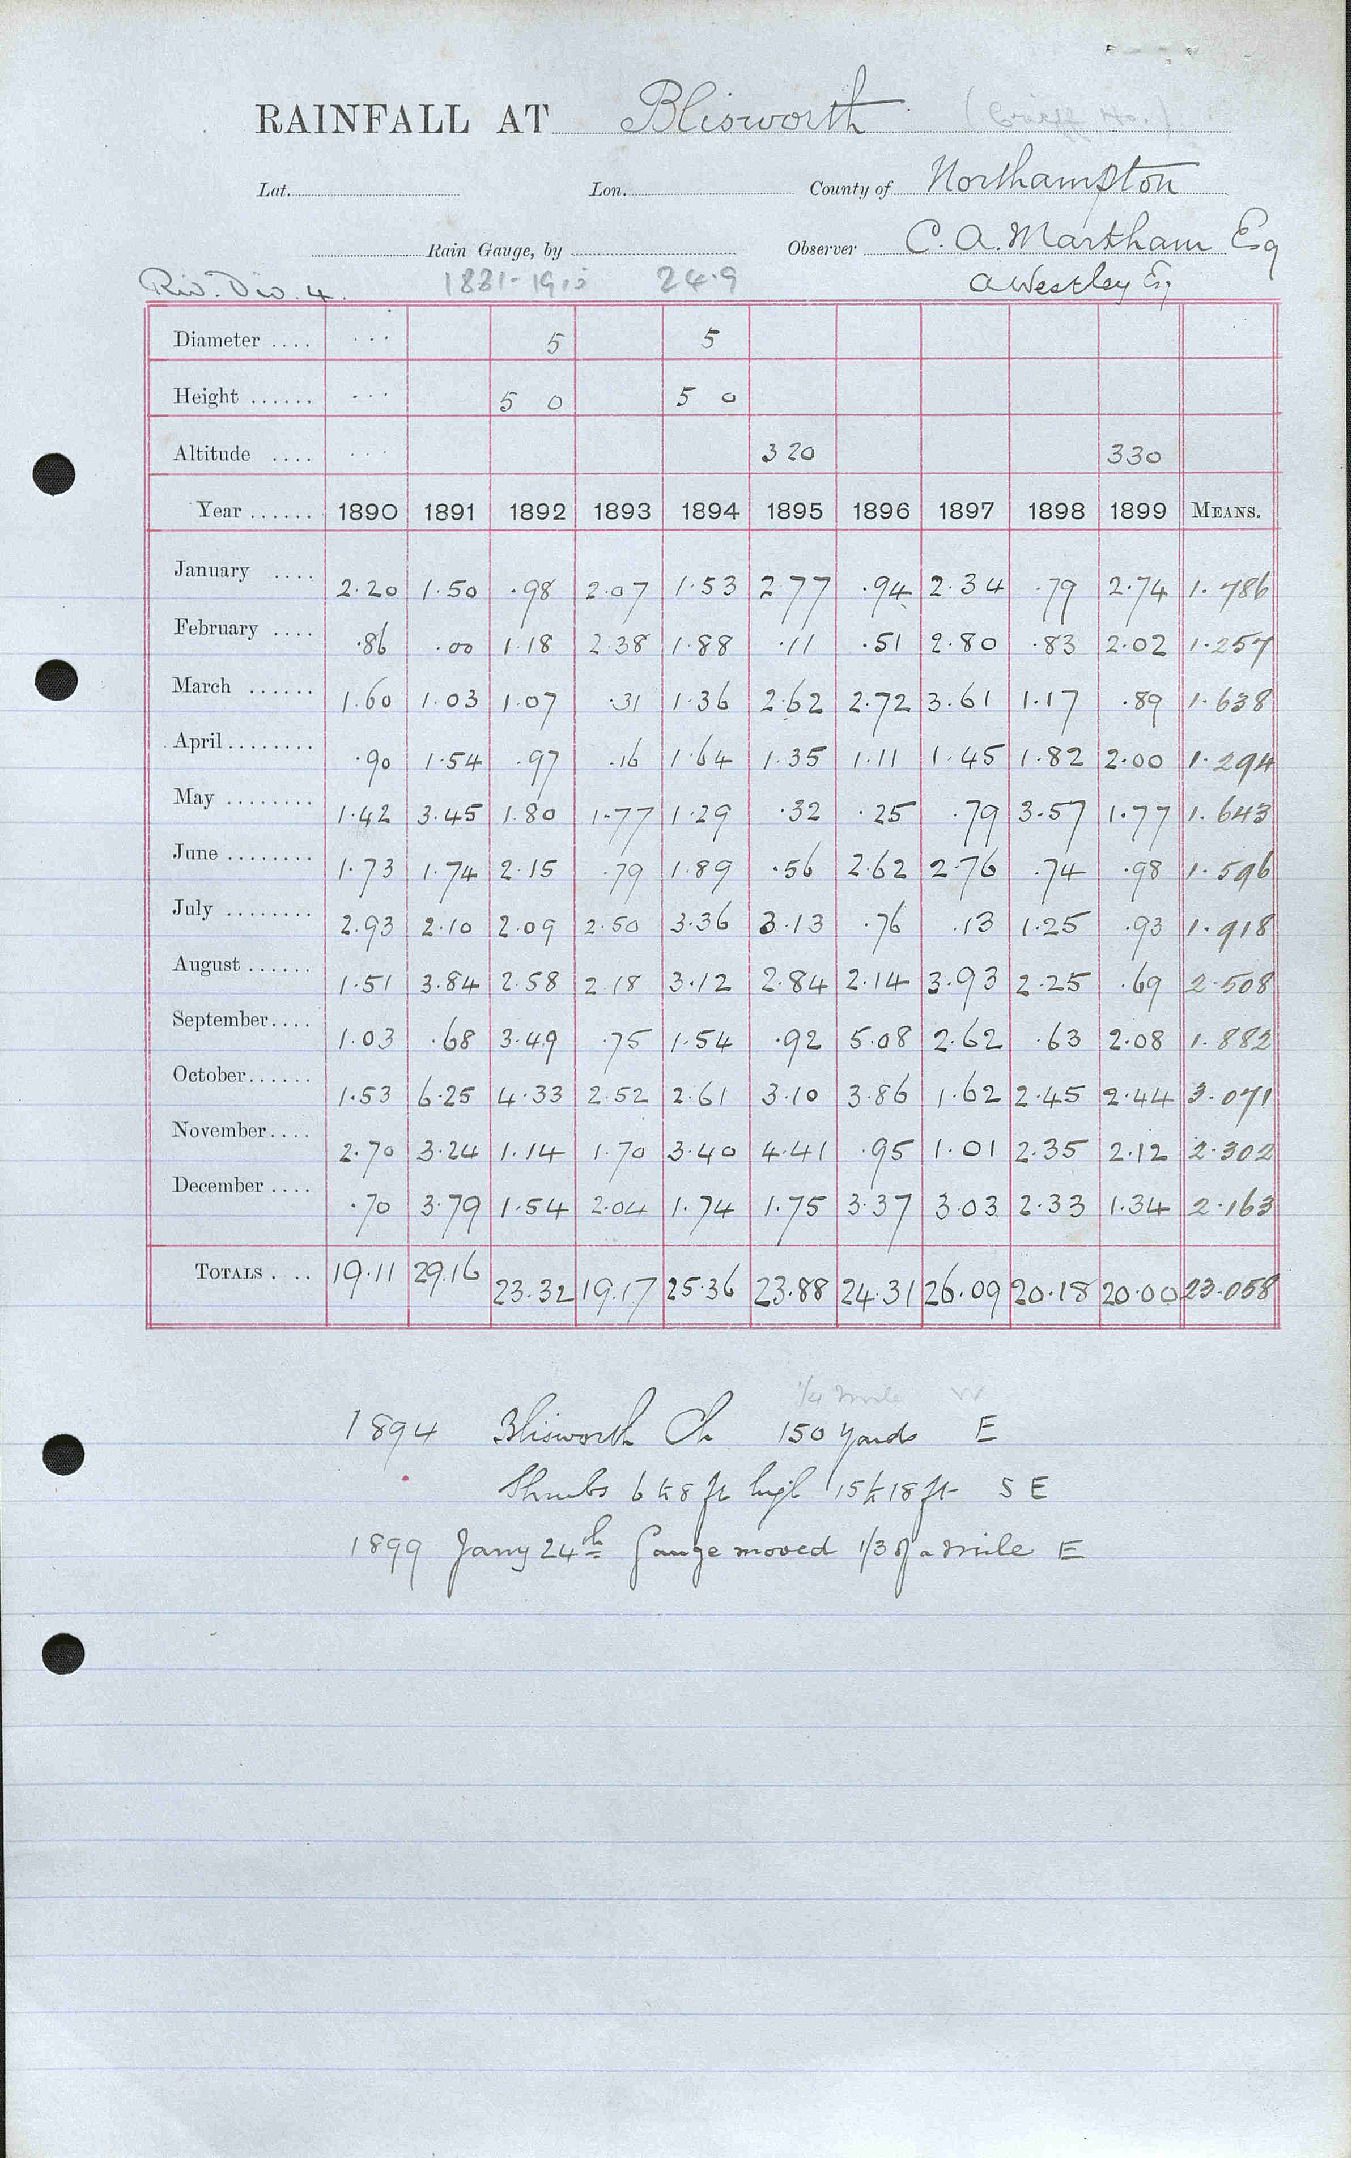 RAINFALL AT Blisworth
Lat. Lon. County of Northampton
Rain Gauge, by Observer C. A. Markham Esq
Riv. Div. 4. 1881-1915 24.9 A Westley Esq
Diameter .... ... 5 5
Height ...... ... 5 0 5 0
Altitude .... ... 320 330
Year ...... 1890 1891 1892 1893 1894 1895 1896 1897 1898 1899 MEANS.
January .... 2.20 1.50 .98 2.07 1.53 2.77 .94 2.34 .79 2.74 1.786
February .... .86 .00 1.18 2.38 1.88 .11 .51 2.80 .83 2.02 1.257
March ...... 1.60 1.03 1.07 .31 1.36 2.62 2.72 3.61 1.17 .89 1.638
April ........ .90 1.54 .97 .16 1.64 1.35 1.11 1.45 1.82 2.00 1.294
May ........ 1.42 3.45 1.80 1.77 1.29 .32 .25 .79 3.57 1.77 1.643
June ........ 1.73 1.74 2.15 .79 1.89 .56 2.62 2.76 .74 .98 1.596
July ........ 2.93 2.10 2.09 2.50 3.36 3.13 .76 .13 1.25 .93 1.918
August ...... 1.51 3.84 2.58 2.18 3.12 2.84 2.14 3.93 2.25 .69 2.508
September.... 1.03 .68 3.49 .75 1.54 .92 5.08 2.62 .63 2.08 1.882
October...... 1.53 6.25 4.33 2.52 2.61 3.10 3.86 1.62 2.45 2.44 3.071
November.... 2.70 3.24 1.14 1.70 3.40 4.41 .95 1.01 2.35 2.12 2.302
December .... .70 3.79 1.54 2.04 1.74 1.75 3.37 3.03 2.33 1.34 2.163
TOTALS . .. 19.11 29.16 23.32 19.17 25.36 23.88 24.31 26.09 20.18 20.00 23.058
1/4 mile W
1894 Blisworth Ch 150 yards E
Shrubs 6 to 8 ft high 15 to 18 ft S E
1899 Jany 24th Gauge moved 1/3 of a mile E